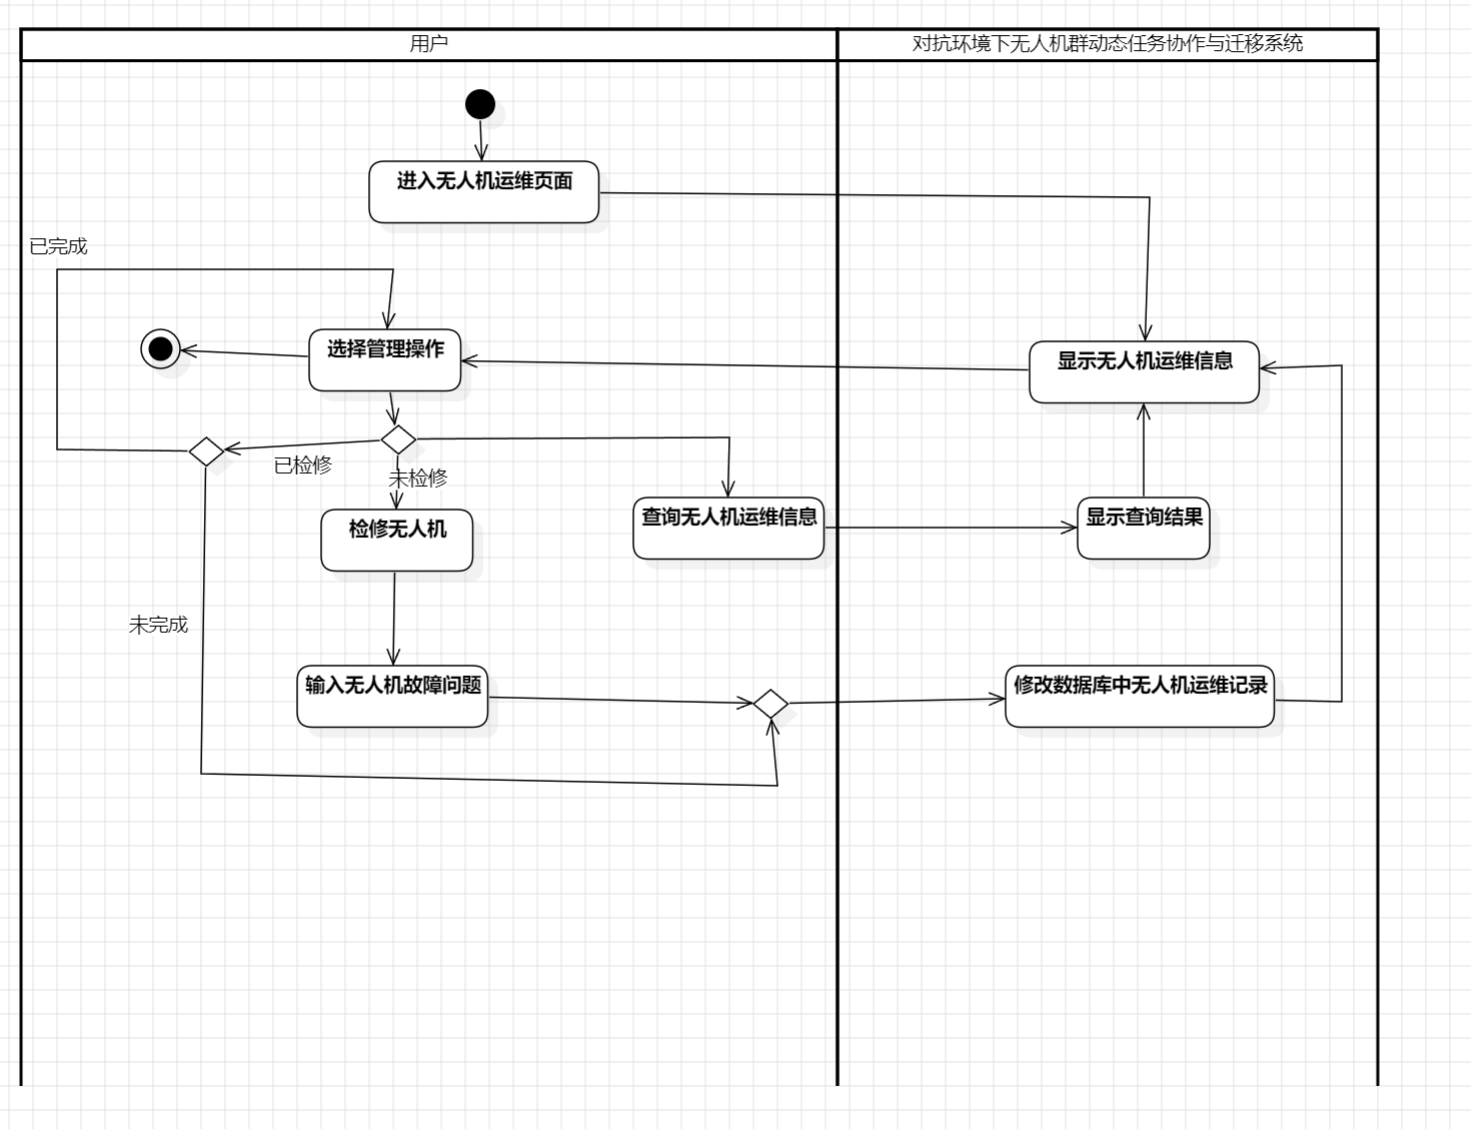 用户
对抗环境下无人机群动态任务协作与迁移系统
进入无人机运维页面
已完成
选择管理操作
显示无人机运维信息
已检修
未检修
检修无人机
查询无人机运维信息
显示查询结果
未完成
输入无人机故障问题
修改数据库中无人机运维记录